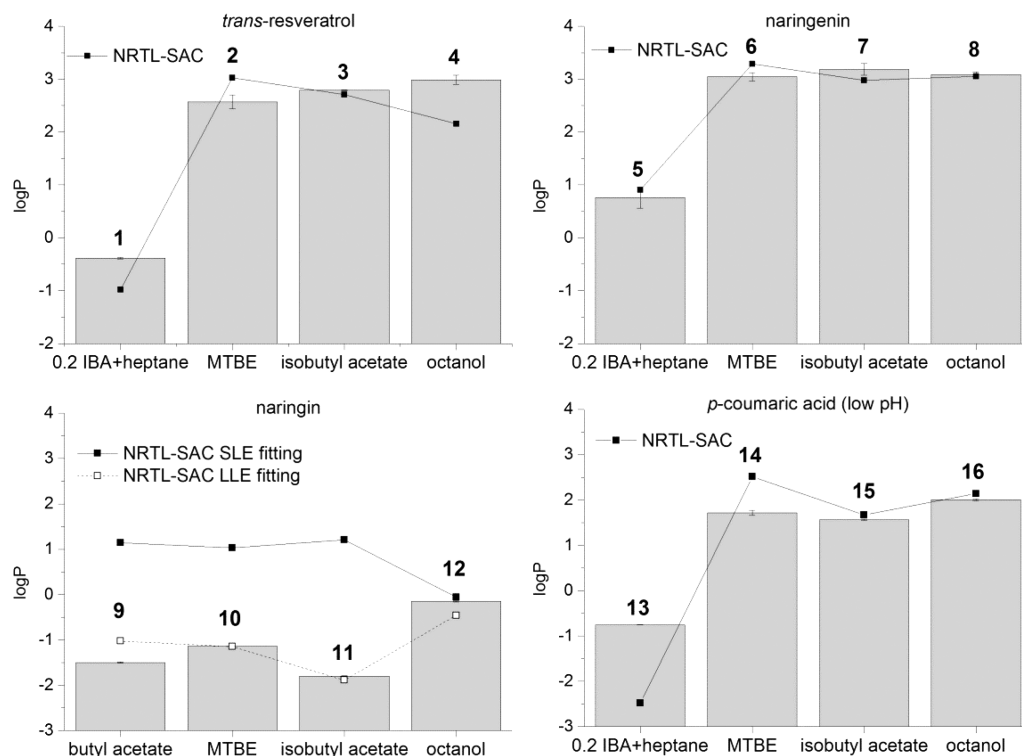 trans-resveratrol
NRTL-SAC
4
3
2
1
0
-1
-2
logP
1
2
3
4
0.2 IBA+heptane MTBE isobutyl acetate octanol
naringenin
NRTL-SAC
4
3
2
1
0
-1
-2
logP
5
6
7
8
0.2 IBA+heptane MTBE isobutyl acetate octanol
naringin
NRTL-SAC SLE fitting
NRTL-SAC LLE fitting
4
3
2
1
0
-1
-2
-3
logP
9
10
11
12
butyl acetate MTBE isobutyl acetate octanol
p-coumaric acid (low pH)
NRTL-SAC
4
3
2
1
0
-1
-2
-3
logP
13
14
15
16
0.2 IBA+heptane MTBE isobutyl acetate octanol